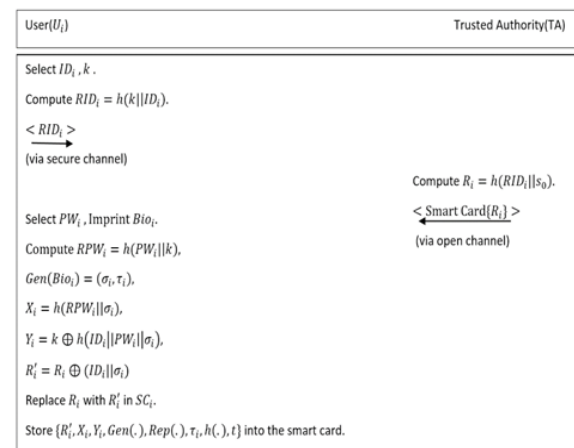 User(U_i) Trusted Authority(TA)
Select ID_i , k .
Compute RID_i = h(k||ID_i).
< RID_i >
(via secure channel)
Compute R_i = h(RID_i||s_0).
< Smart Card{R_i} >
(via open channel)
Select PW_i , Imprint Bio_i.
Compute RPW_i = h(PW_i||k),
Gen(Bio_i) = (σ_i, τ_i),
X_i = h(RPW_i||σ_i),
Y_i = k ⊕ h(ID_i||PW_i||σ_i),
R_i′ = R_i ⊕ (ID_i||σ_i)
Replace R_i with R_i′ in SC_i.
Store {R_i′, X_i, Y_i, Gen(.), Rep(.), τ_i, h(.), t} into the smart card.